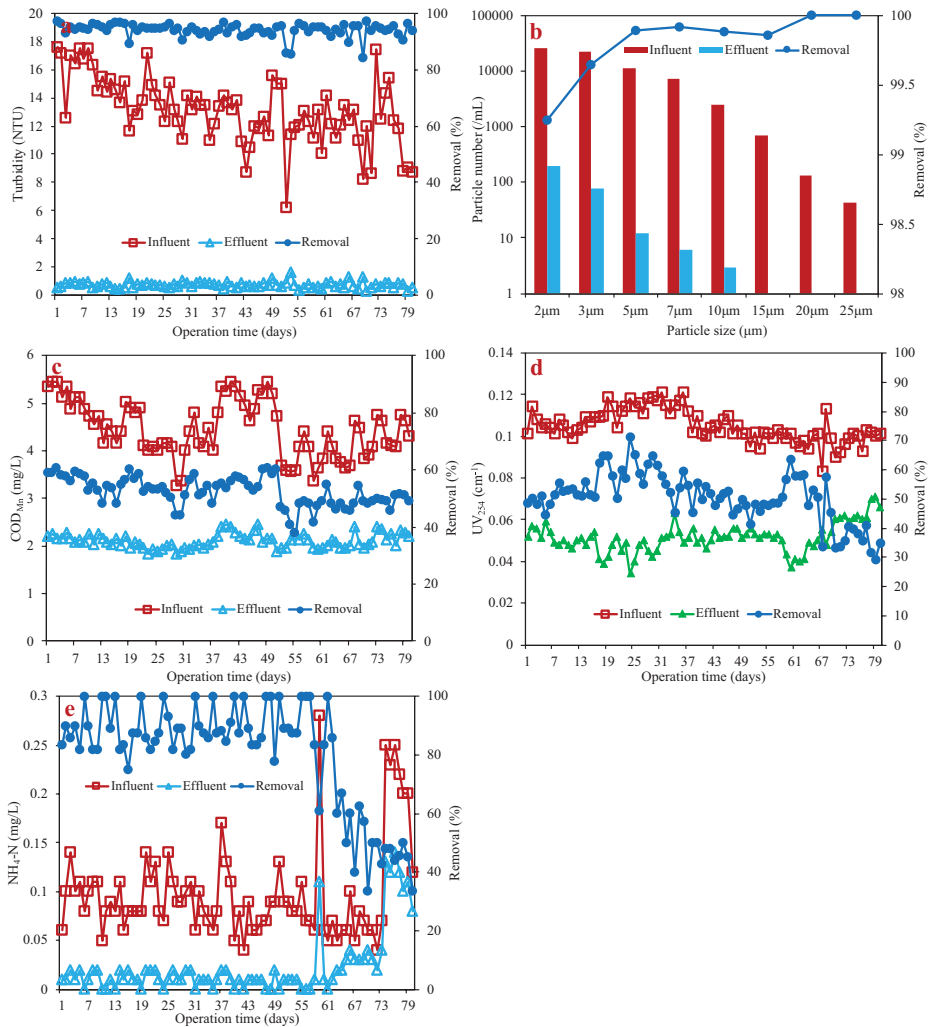 a
Turbidity (NTU)
20
18
16
14
12
10
8
6
4
2
0
Influent Effluent Removal
100
80
60
40
20
0
Removal (%)
1 7 13 19 25 31 37 43 49 55 61 67 73 79
Operation time (days)
b
Particle number (/mL)
100000
10000
1000
100
10
1
Influent Effluent Removal
100
99.5
99
98.5
98
Removal (%)
2μm 3μm 5μm 7μm 10μm 15μm 20μm 25μm
Particle size (μm)
c
COD_Mn (mg/L)
6
5
4
3
2
1
0
Influent Effluent Removal
100
80
60
40
20
0
Removal (%)
1 7 13 19 25 31 37 43 49 55 61 67 73 79
Operation time (days)
d
UV₂₅₄ (cm⁻¹)
0.14
0.12
0.1
0.08
0.06
0.04
0.02
0
Influent Effluent Removal
100
90
80
70
60
50
40
30
20
10
0
Removal (%)
1 7 13 19 25 31 37 43 49 55 61 67 73 79
Operation time (days)
e
NH₄-N (mg/L)
0.3
0.25
0.2
0.15
0.1
0.05
0
Influent Effluent Removal
100
80
60
40
20
0
Removal (%)
1 7 13 19 25 31 37 43 49 55 61 67 73 79
Operation time (days)